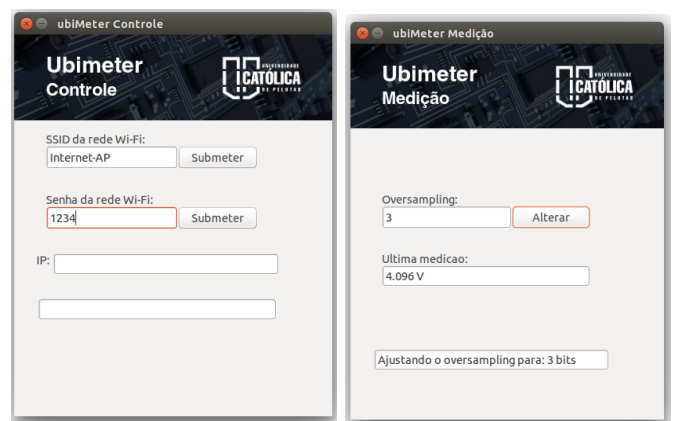 ubiMeter Controle
Ubimeter
Controle
UNIVERSIDADE
CATÓLICA
DE PELOTAS
SSID da rede Wi-Fi:
Internet-AP
Submeter
Senha da rede Wi-Fi:
1234
Submeter
IP:
ubiMeter Medição
Ubimeter
Medição
UNIVERSIDADE
CATÓLICA
DE PELOTAS
Oversampling:
3
Alterar
Ultima medicao:
4.096 V
Ajustando o oversampling para: 3 bits